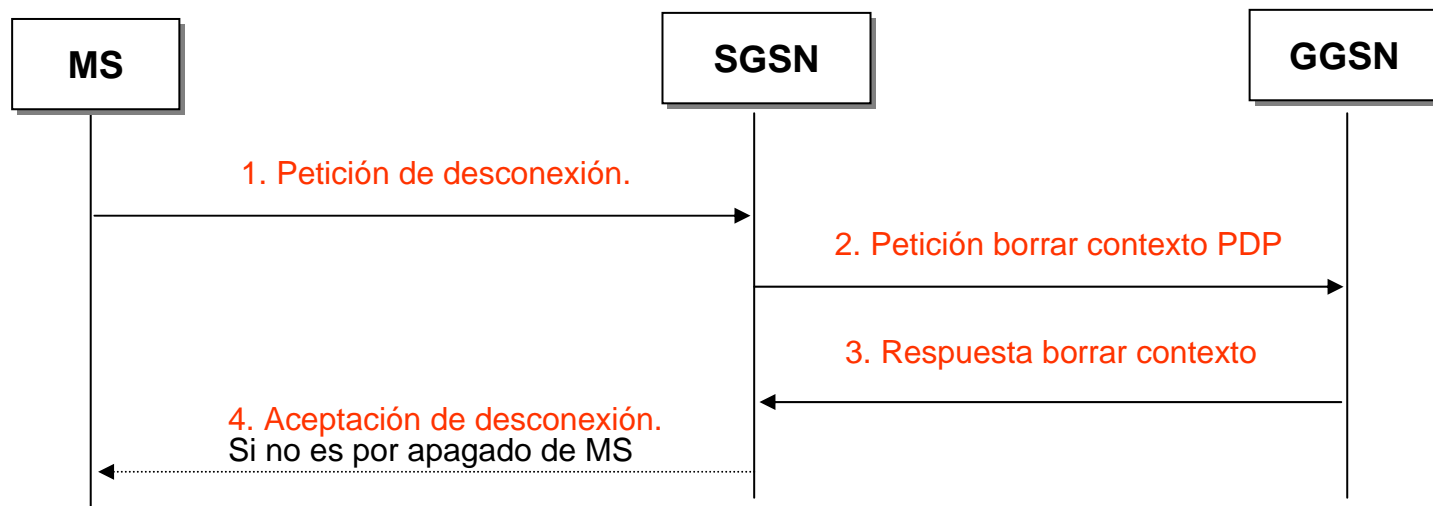 MS
SGSN
GGSN
1. Petición de desconexión.
2. Petición borrar contexto PDP
3. Respuesta borrar contexto
4. Aceptación de desconexión.
Si no es por apagado de MS